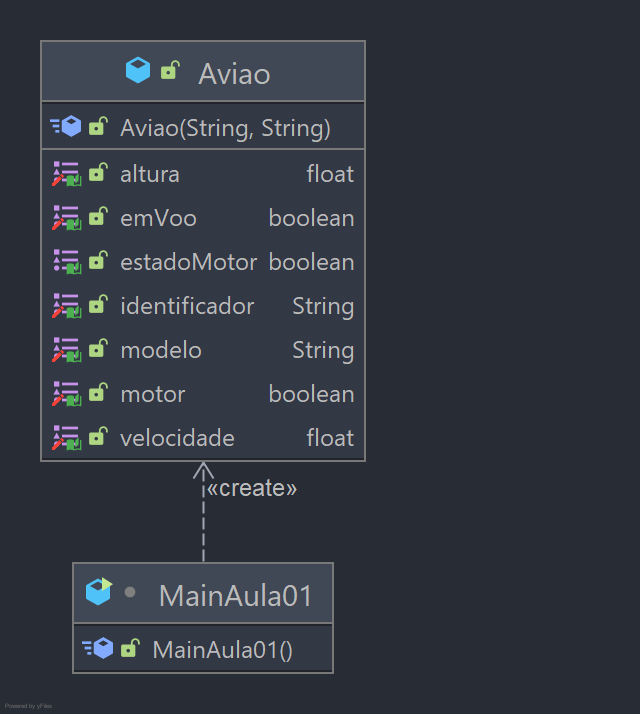 Aviao
Aviao(String, String)
altura float
emVoo boolean
estadoMotor boolean
identificador String
modelo String
motor boolean
velocidade float
«create»
MainAula01
MainAula01()
Powered by yFiles